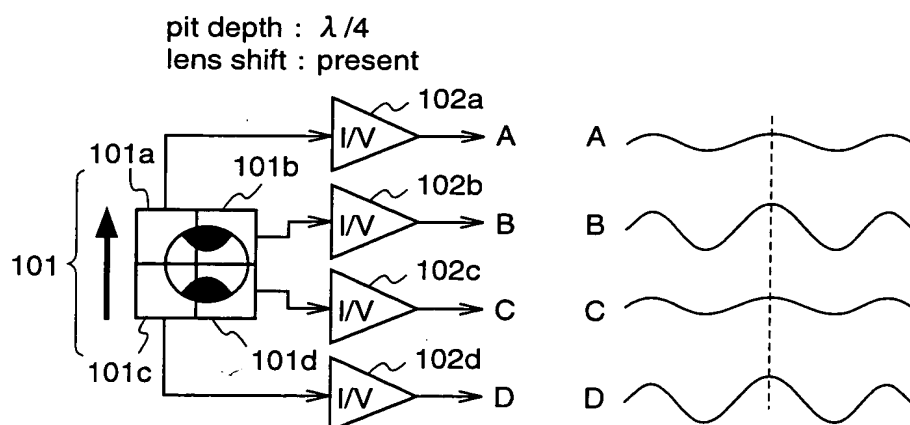 pit depth : λ/4
lens shift : present
102a
I/V
A
A
101a
101b
102b
I/V
B
B
101
102c
I/V
C
C
101c
101d
102d
I/V
D
D